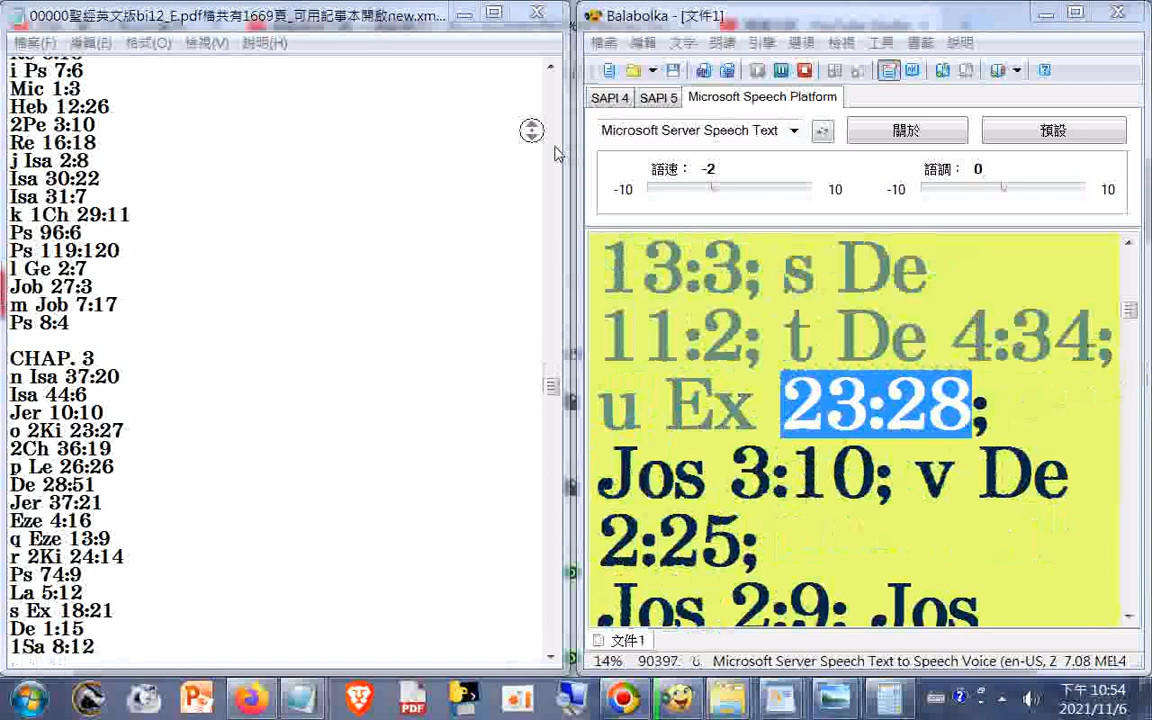 00000聖經英文版bi12_E.pdf檔共有1669頁_可用記事本開啟new.xm...
檔案(F) 編輯(E) 格式(O) 檢視(V) 說明(H)
i Ps 7:6
Mic 1:3
Heb 12:26
2Pe 3:10
Re 16:18
j Isa 2:8
Isa 30:22
Isa 31:7
k 1Ch 29:11
Ps 96:6
Ps 119:120
l Ge 2:7
Job 27:3
m Job 7:17
Ps 8:4
CHAP. 3
n Isa 37:20
Isa 44:6
Jer 10:10
o 2Ki 23:27
2Ch 36:19
p Le 26:26
De 28:51
Jer 37:21
Eze 4:16
q Eze 13:9
r 2Ki 24:14
Ps 74:9
La 5:12
s Ex 18:21
De 1:15
1Sa 8:12
Balabolka - [文件1]
檔案 編輯 文字 朗讀 引擎 選項 檢視 工具 書籤 說明
SAPI 4 SAPI 5 Microsoft Speech Platform
Microsoft Server Speech Text 關於 預設
語速： -2 語調： 0
-10 10 -10 10
13:3; s De
11:2; t De 4:34;
u Ex 23:28;
Jos 3:10; v De
2:25;
Jos 2:9; Jos
文件1
14% 90397. Microsoft Server Speech Text to Speech Voice (en-US, Z 7.08 MEL4
PDF
下午 10:54
2021/11/6